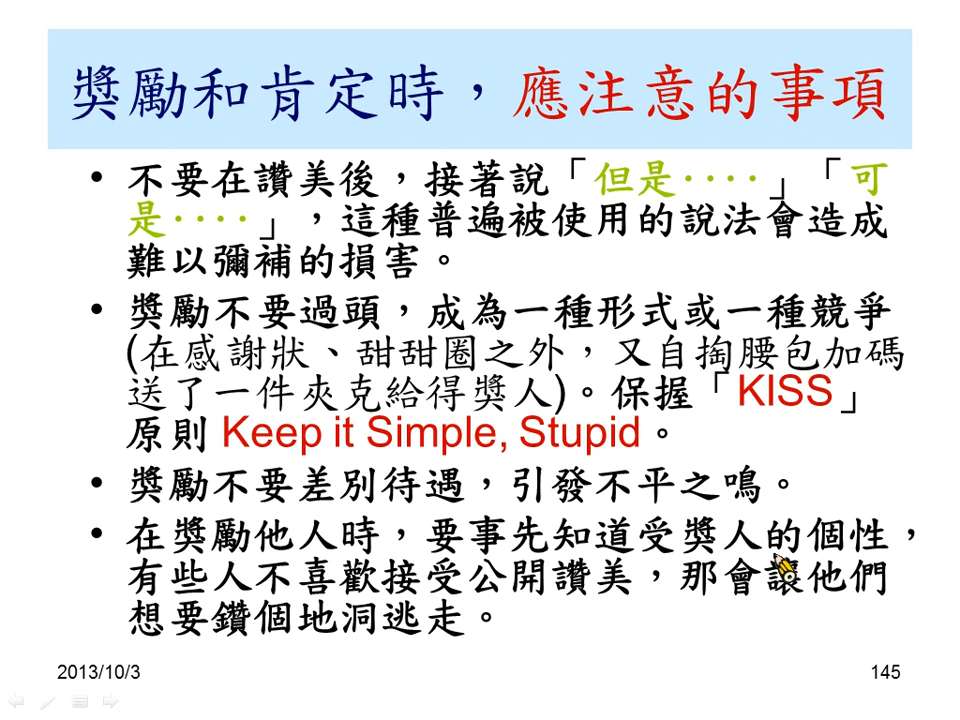 獎勵和肯定時，應注意的事項
• 不要在讚美後，接著說「但是‥‥」「可
是‥‥」，這種普遍被使用的說法會造成
難以彌補的損害。
• 獎勵不要過頭，成為一種形式或一種競爭
(在感謝狀、甜甜圈之外，又自掏腰包加碼
送了一件夾克給得獎人)。保握「KISS」
原則 Keep it Simple, Stupid。
• 獎勵不要差別待遇，引發不平之鳴。
• 在獎勵他人時，要事先知道受獎人的個性，
有些人不喜歡接受公開讚美，那會讓他們
想要鑽個地洞逃走。
2013/10/3
145